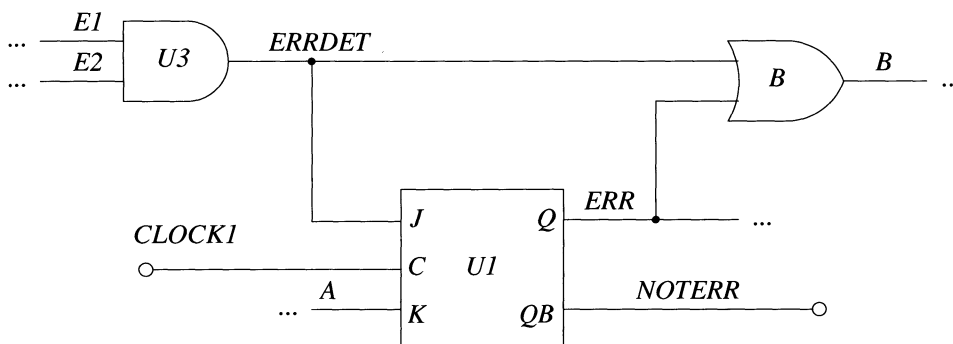 ... E1
ERRDET
U3
... E2
B
B
..
J
Q
ERR
...
CLOCK1
C
U1
A
...
K
QB
NOTERR